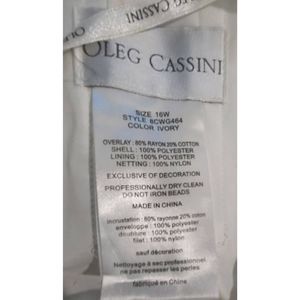 OLEG CASSINI
OLEG CASSINI
SIZE 16W
STYLE 8CWG464
COLOR IVORY
OVERLAY : 80% RAYON 20% COTTON
SHELL : 100% POLYESTER
LINING : 100% POLYESTER
NETTING : 100% NYLON
EXCLUSIVE OF DECORATION
PROFESSIONALLY DRY CLEAN
DO NOT IRON BEADS
MADE IN CHINA
incrustation : 80% rayonne 20% coton
enveloppe : 100% polyester
doublure : 100% polyester
filet : 100% nylon
sauf décoration
Nettoyage à sec professionnel
ne pas repasser les perles
fabriqué en Chine